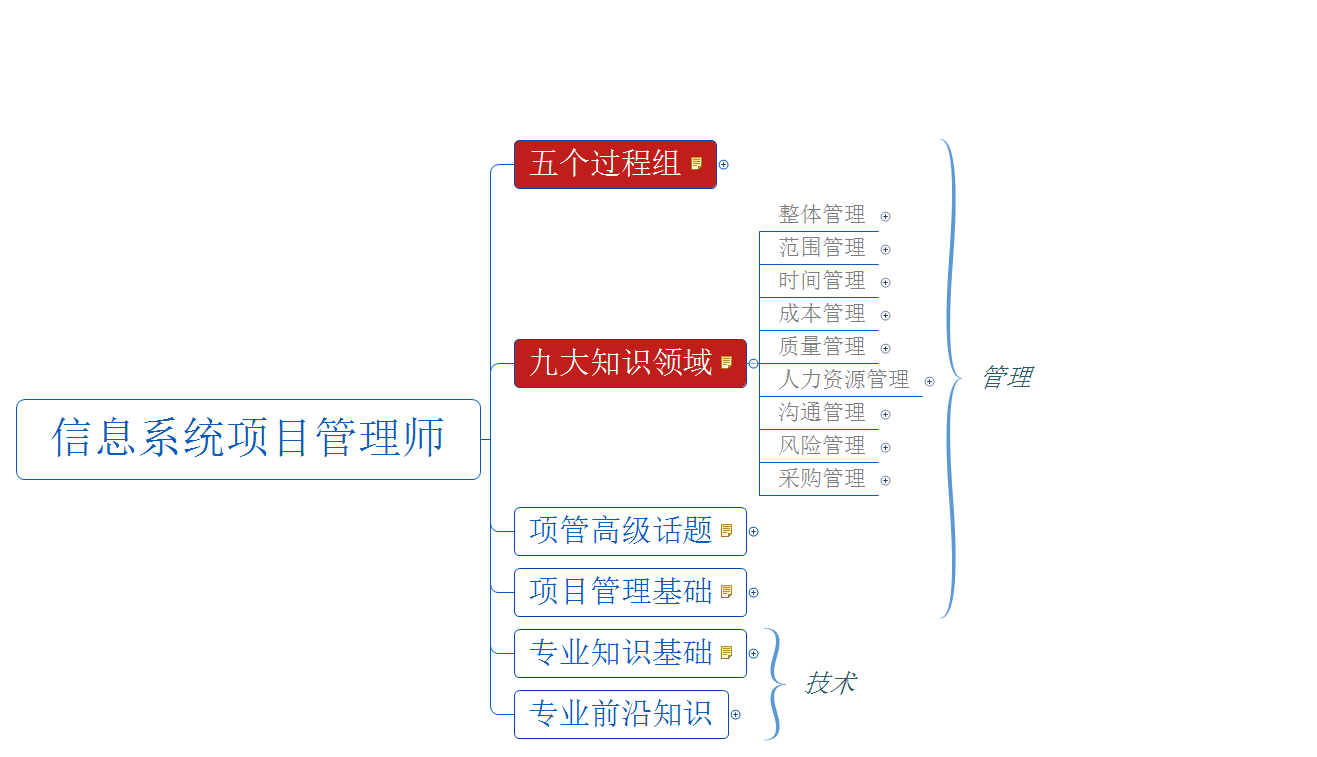 信息系统项目管理师
五个过程组
九大知识领域
整体管理
范围管理
时间管理
成本管理
质量管理
人力资源管理
沟通管理
风险管理
采购管理
项管高级话题
项目管理基础
管理
专业知识基础
专业前沿知识
技术